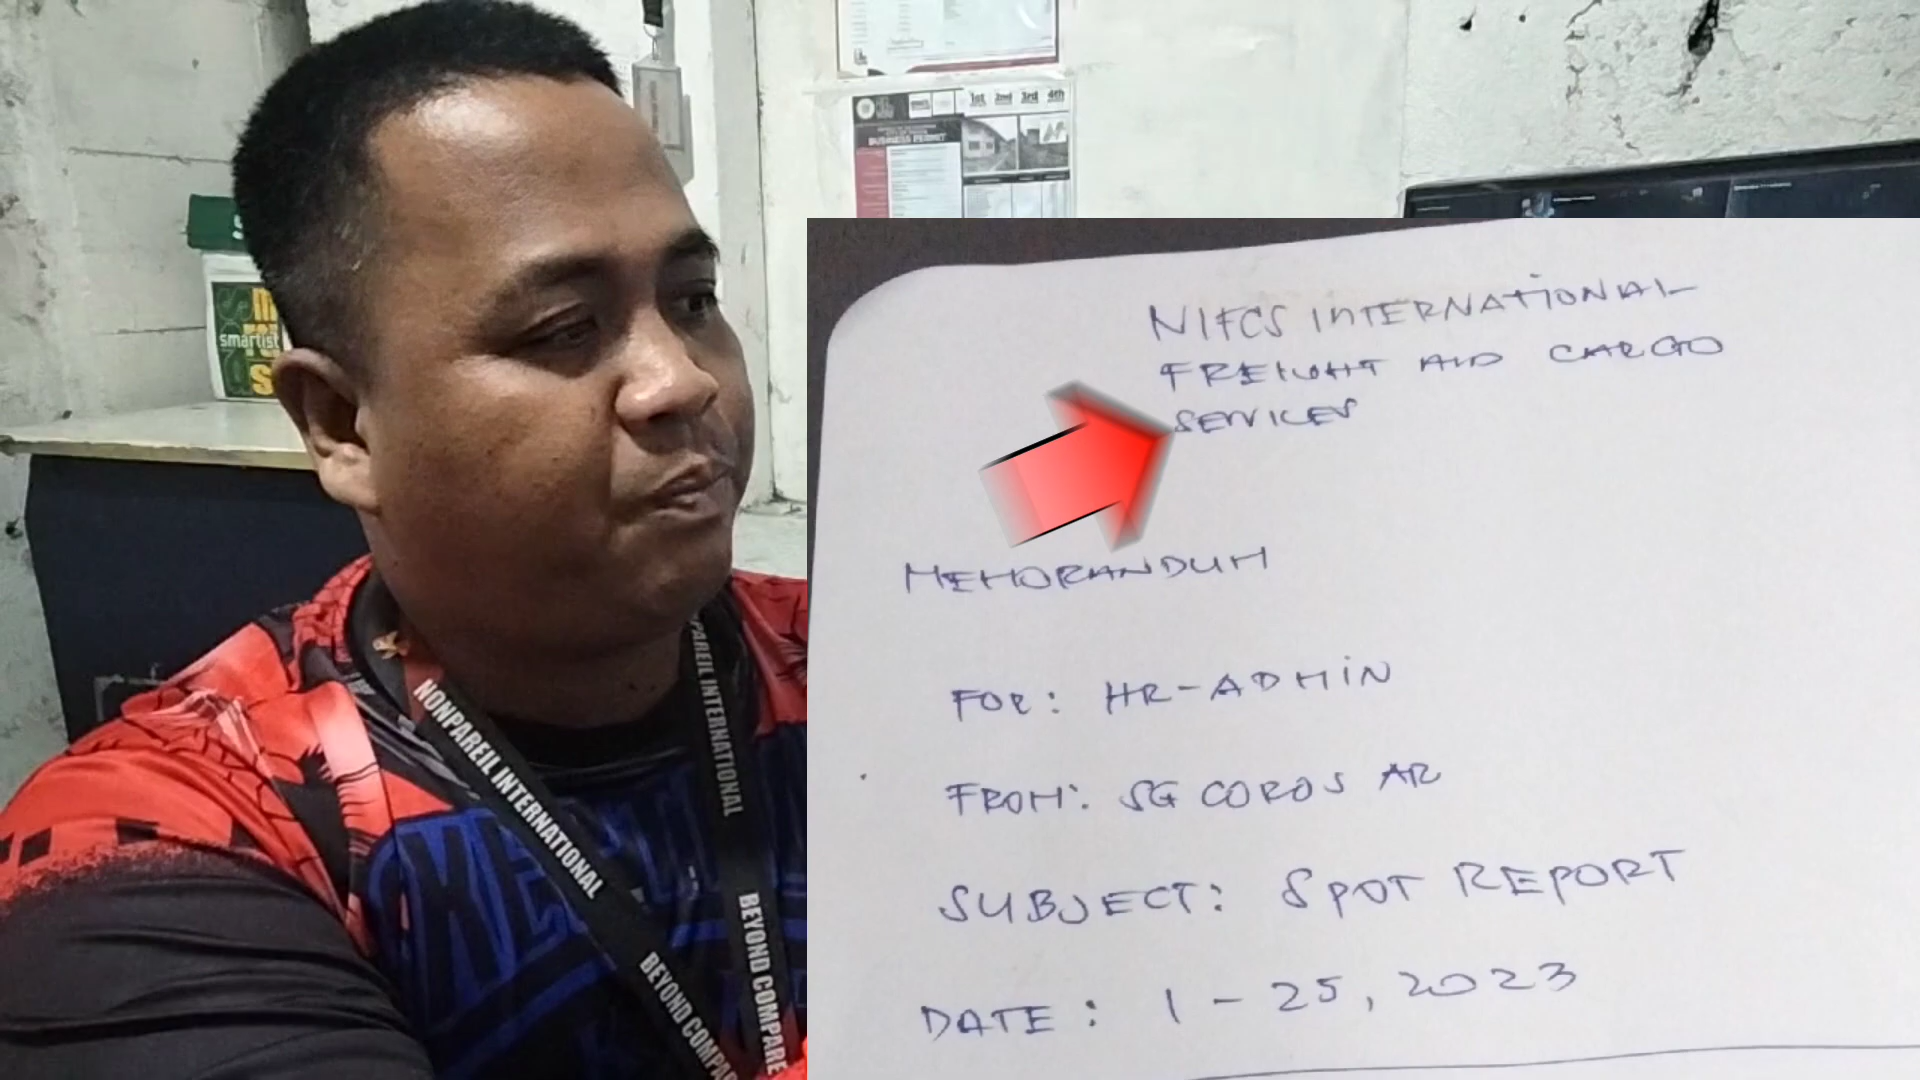 1st 2nd 3rd 4th
BUSINESS PERMIT
smartist
NIFCS INTERNATIONAL
FREIGHT AND CARGO
SERVICES
MEMORANDUM
FOR: HR-ADMIN
FROM: SG COROS AR
SUBJECT: SPOT REPORT
DATE: 1-25, 2023
NONPAREIL INTERNATIONAL
BEYOND COMPARE
PAREIL INTERNATIONAL
BEYOND COMPARE